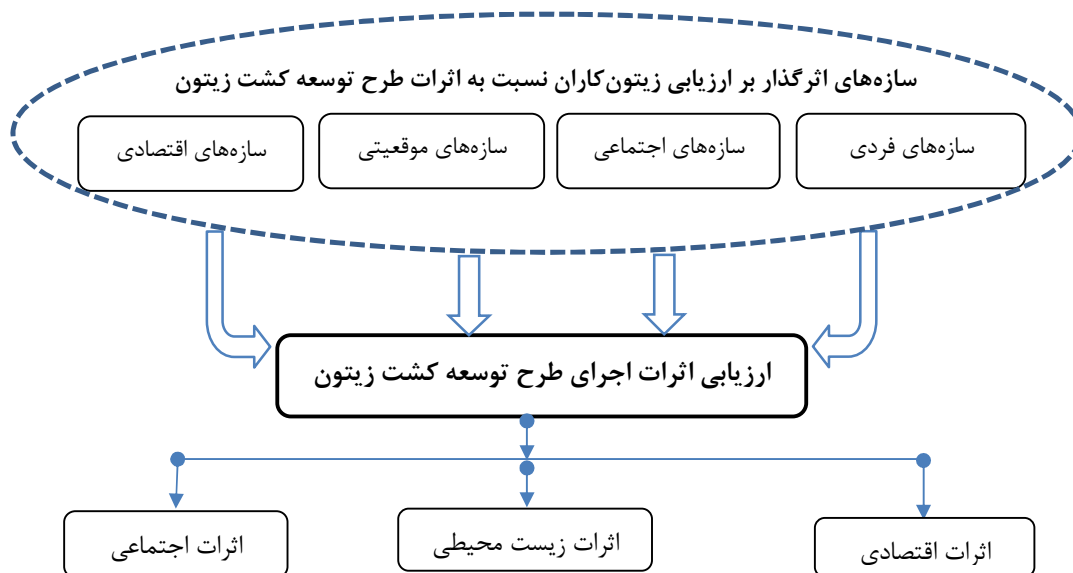 سازه‌های اثرگذار بر ارزیابی زیتون‌کاران نسبت به اثرات طرح توسعه کشت زیتون
سازه‌های فردی
سازه‌های اجتماعی
سازه‌های موقعیتی
سازه‌های اقتصادی
ارزیابی اثرات اجرای طرح توسعه کشت زیتون
اثرات اقتصادی
اثرات زیست محیطی
اثرات اجتماعی